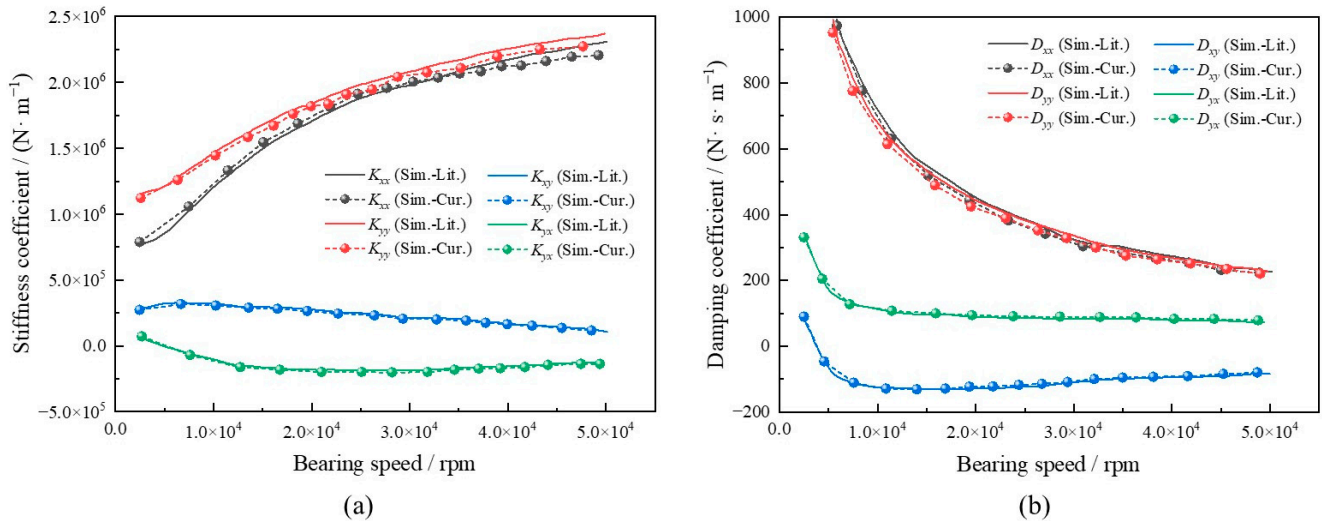 2.5×10⁶
2.0×10⁶
1.5×10⁶
1.0×10⁶
5.0×10⁵
0.0
−5.0×10⁵
Stiffness coefficient / (N· m⁻¹)
Kxx (Sim.-Lit.)
Kxx (Sim.-Cur.)
Kyy (Sim.-Lit.)
Kyy (Sim.-Cur.)
Kxy (Sim.-Lit.)
Kxy (Sim.-Cur.)
Kyx (Sim.-Lit.)
Kyx (Sim.-Cur.)
0.0 1.0×10⁴ 2.0×10⁴ 3.0×10⁴ 4.0×10⁴ 5.0×10⁴
Bearing speed / rpm
(a)
1000
800
600
400
200
0
−200
Damping coefficient / (N· s· m⁻¹)
Dxx (Sim.-Lit.)
Dxx (Sim.-Cur.)
Dyy (Sim.-Lit.)
Dyy (Sim.-Cur.)
Dxy (Sim.-Lit.)
Dxy (Sim.-Cur.)
Dyx (Sim.-Lit.)
Dyx (Sim.-Cur.)
0.0 1.0×10⁴ 2.0×10⁴ 3.0×10⁴ 4.0×10⁴ 5.0×10⁴
Bearing speed / rpm
(b)